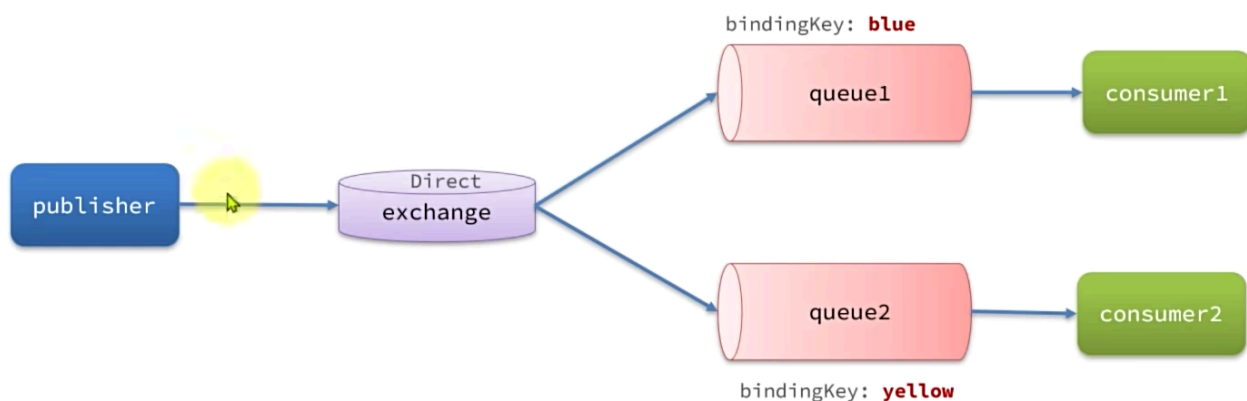 bindingKey: blue
queue1
consumer1
publisher
Direct
exchange
queue2
consumer2
bindingKey: yellow